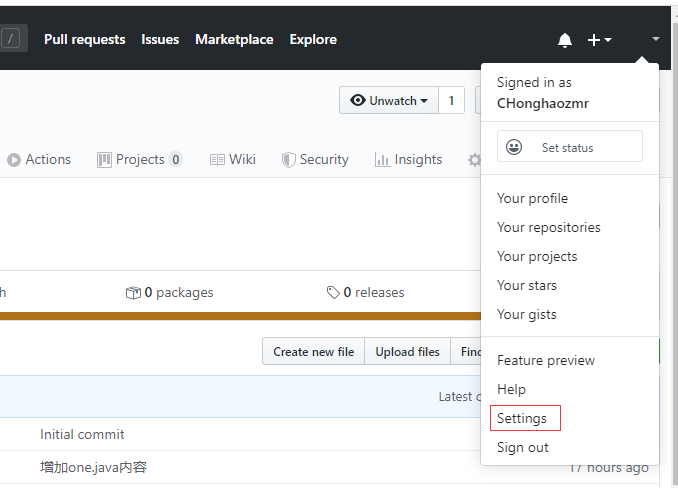 / Pull requests Issues Marketplace Explore
Signed in as
CHonghaozmr
Unwatch 1
Set status
Actions Projects 0 Wiki Security Insights
Your profile
Your repositories
Your projects
Your stars
Your gists
h 0 packages 0 releases
Create new file Upload files Find
Feature preview
Help
Latest c
Settings
Initial commit
Sign out
增加one.java内容 17 hours ago